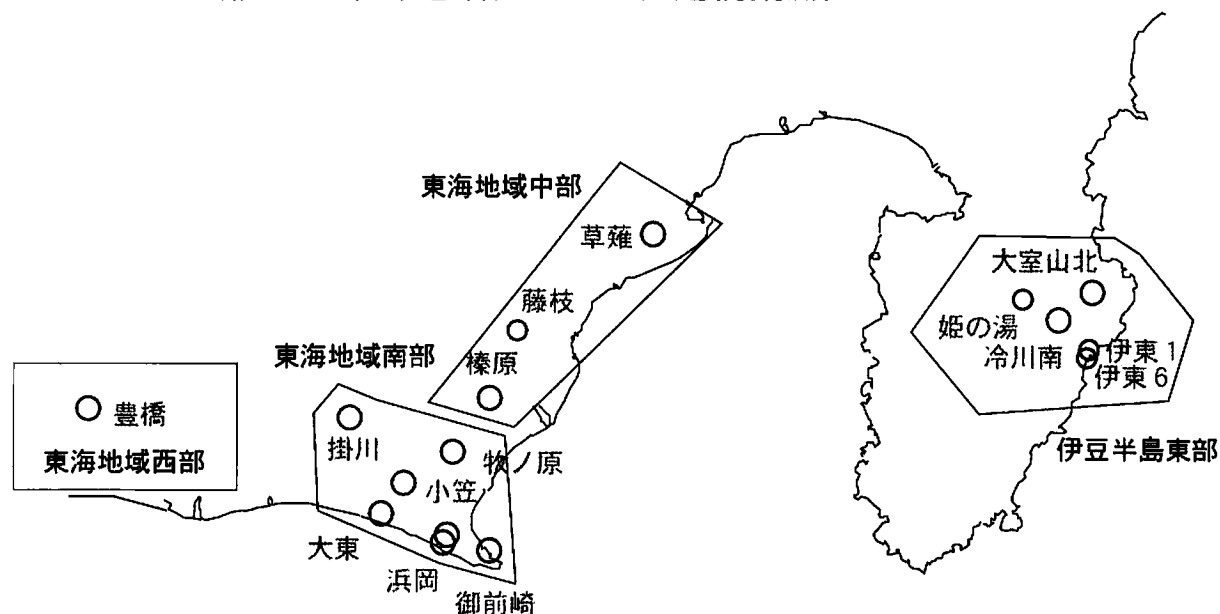 東海地域中部
草薙
藤枝
榛原
東海地域南部
掛川
牧ノ原
小笠
大東
浜岡
御前崎
豊橋
東海地域西部
大室山北
姫の湯
冷川南
伊東1
伊東6
伊豆半島東部